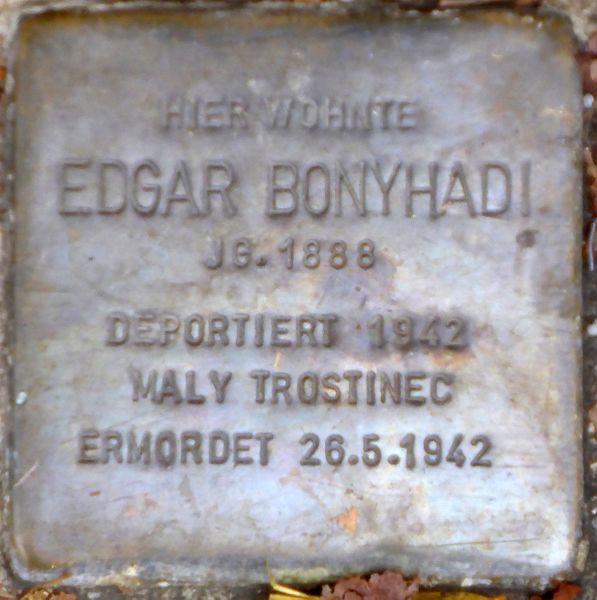 HIER WOHNTE
EDGAR BONYHADI
JG. 1888
DEPORTIERT 1942
MALY TROSTINEC
ERMORDET 26.5.1942